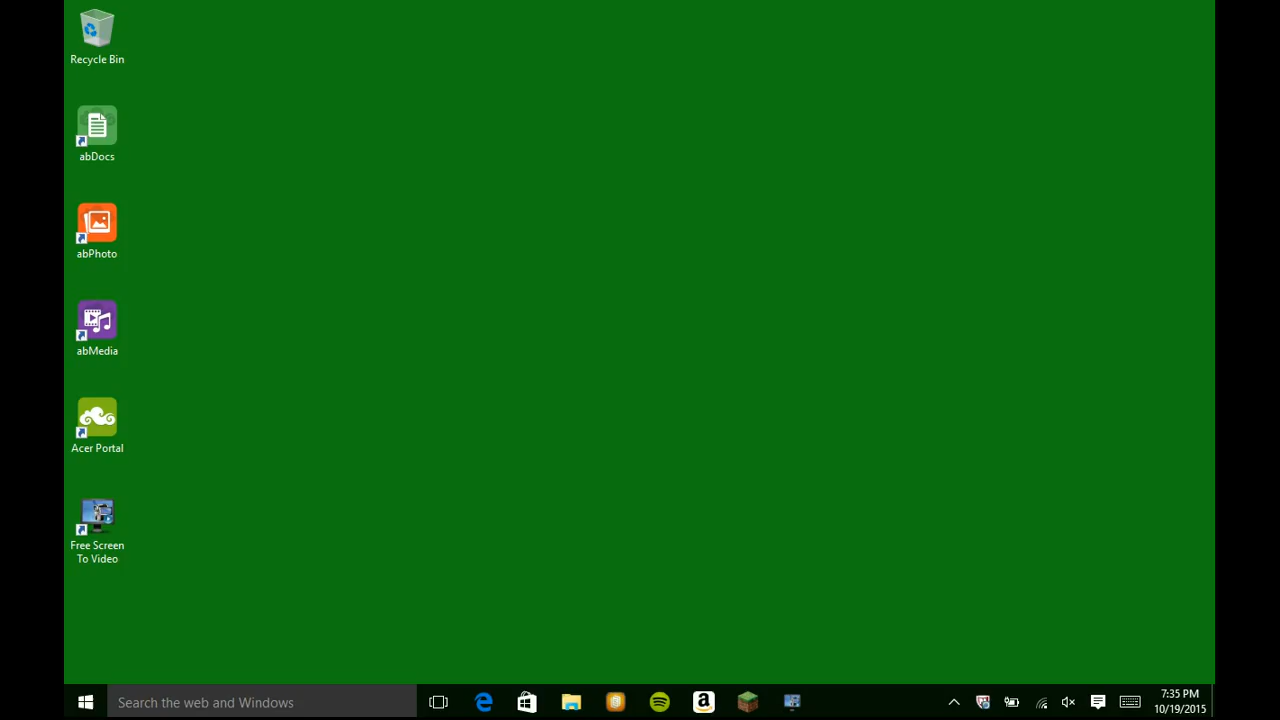 Recycle Bin
abDocs
abPhoto
abMedia
Acer Portal
Free Screen
To Video
Search the web and Windows
a
7:35 PM
10/19/2015